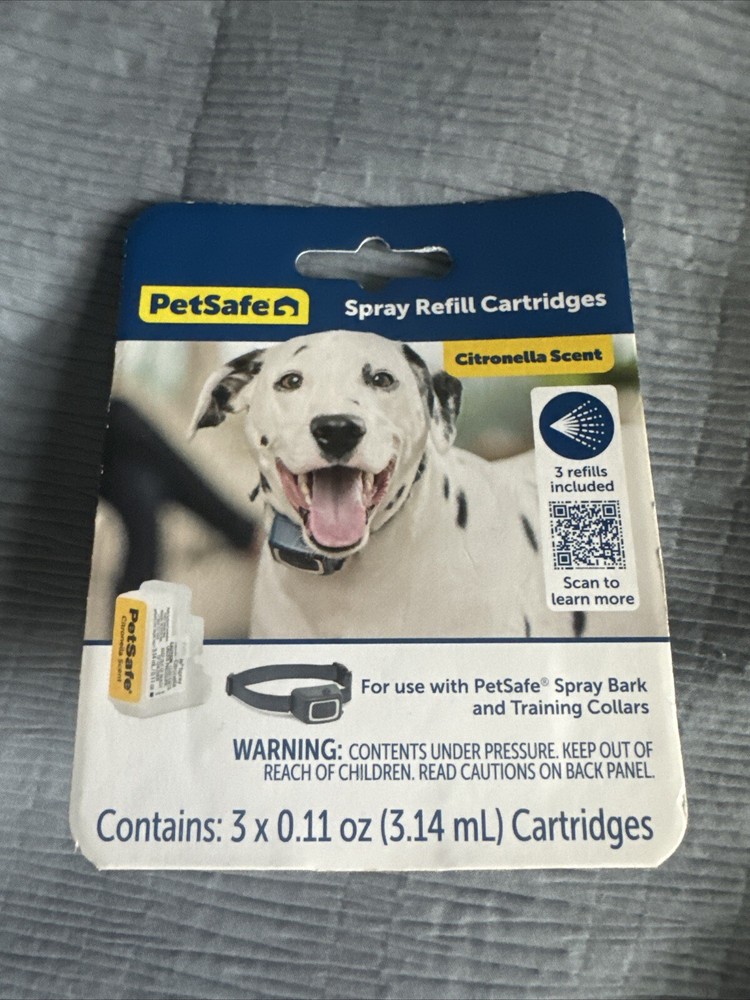 PetSafe®
Spray Refill Cartridges
Citronella Scent
3 refills
included
Scan to
learn more
PetSafe®
Citronella Scent
For use with PetSafe® Spray Bark
and Training Collars
WARNING: CONTENTS UNDER PRESSURE. KEEP OUT OF
REACH OF CHILDREN. READ CAUTIONS ON BACK PANEL.
Contains: 3 x 0.11 oz (3.14 mL) Cartridges